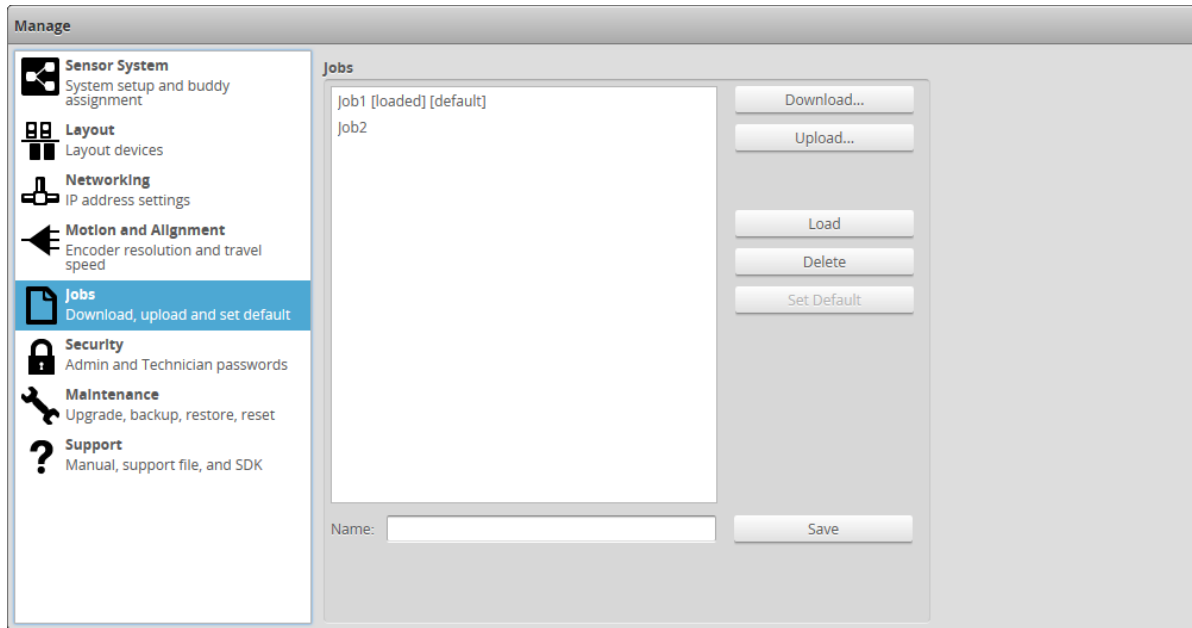 Manage
Sensor System
System setup and buddy
assignment
Layout
Layout devices
Networking
IP address settings
Motion and Alignment
Encoder resolution and travel
speed
Jobs
Download, upload and set default
Security
Admin and Technician passwords
Maintenance
Upgrade, backup, restore, reset
Support
Manual, support file, and SDK
Jobs
Job1 [loaded] [default]
Job2
Download...
Upload...
Load
Delete
Set Default
Name:
Save